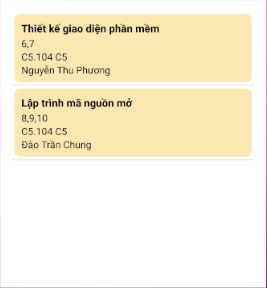 Thiết kế giao diện phần mềm
6,7
C5.104 C5
Nguyễn Thu Phương
Lập trình mã nguồn mở
8,9,10
C5.104 C5
Đào Trần Chung